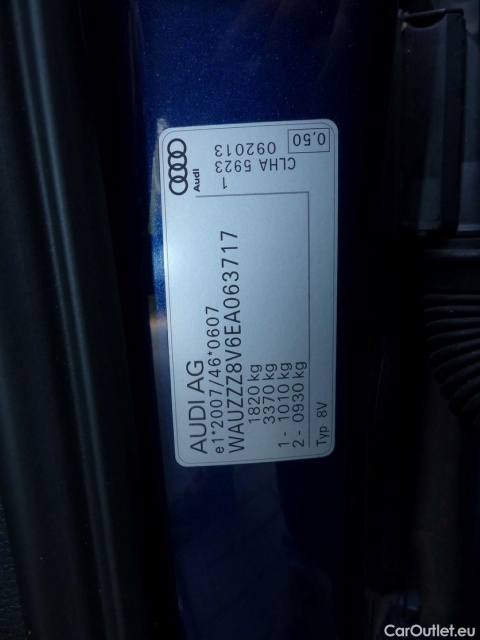 AUDI AG
e1*2007/46*0607
WAUZZZ8V6EA063717
1820 kg
3370 kg
1 - 1010 kg
2 - 0930 kg
Typ 8V
Audi
1
CLHA 5923
092013
0,50
CarOutlet.eu